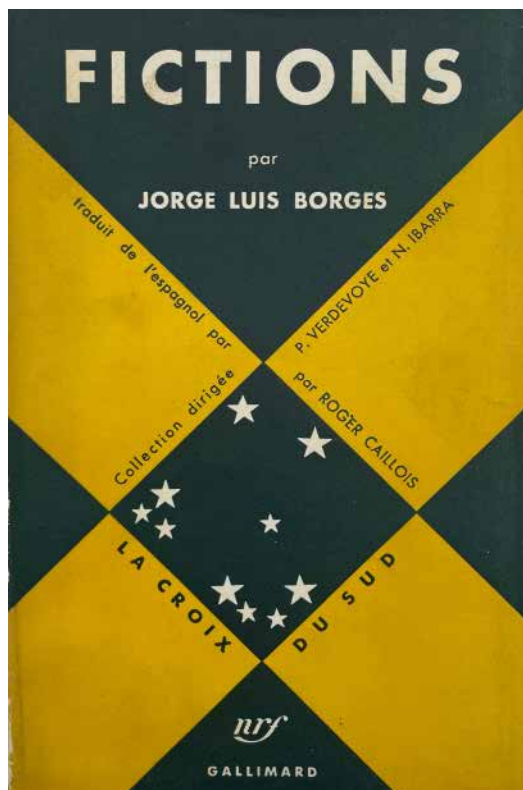 FICTIONS
par
JORGE LUIS BORGES
traduit de l'espagnol par
P. VERDEVOYE et N. IBARRA
Collection dirigée
par ROGER CAILLOIS
LA CROIX
DU SUD
nrf
GALLIMARD